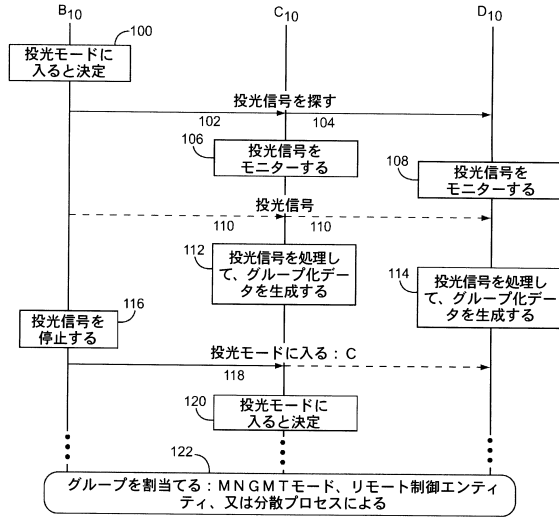 B10
C10
D10
100
投光モードに
入ると決定
投光信号を探す
102
104
106
投光信号を
モニターする
108
投光信号を
モニターする
投光信号
110
110
112
投光信号を処理し
て、グループ化デー
タを生成する
114
投光信号を処理し
て、グループ化デー
タを生成する
116
投光信号を
停止する
投光モードに入る：C
118
120
投光モードに
入ると決定
122
グループを割当てる：ＭＮＧＭＴモード、リモート制御エンティ
ティ、又は分散プロセスによる